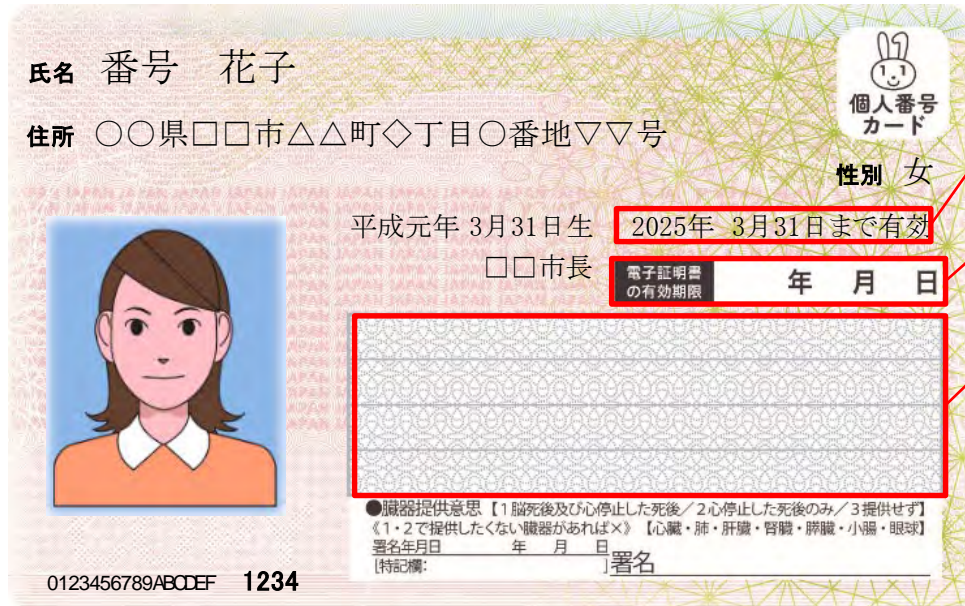 氏名 番号 花子
個人番号
カード
住所 〇〇県□□市△△町◇丁目〇番地▽▽号
性別 女
平成元年 3月31日生 2025年 3月31日まで有効
□□市長
電子証明書
の有効期限
年 月 日
●臓器提供意思【1脳死後及び心停止した死後/2心停止した死後のみ/3提供せず】
《1・2で提供したくない臓器があれば×》【心臓・肺・肝臓・腎臓・膵臓・小腸・眼球】
署名年月日 年 月 日
[特記欄: ]署名
0123456789ABCDEF 1234